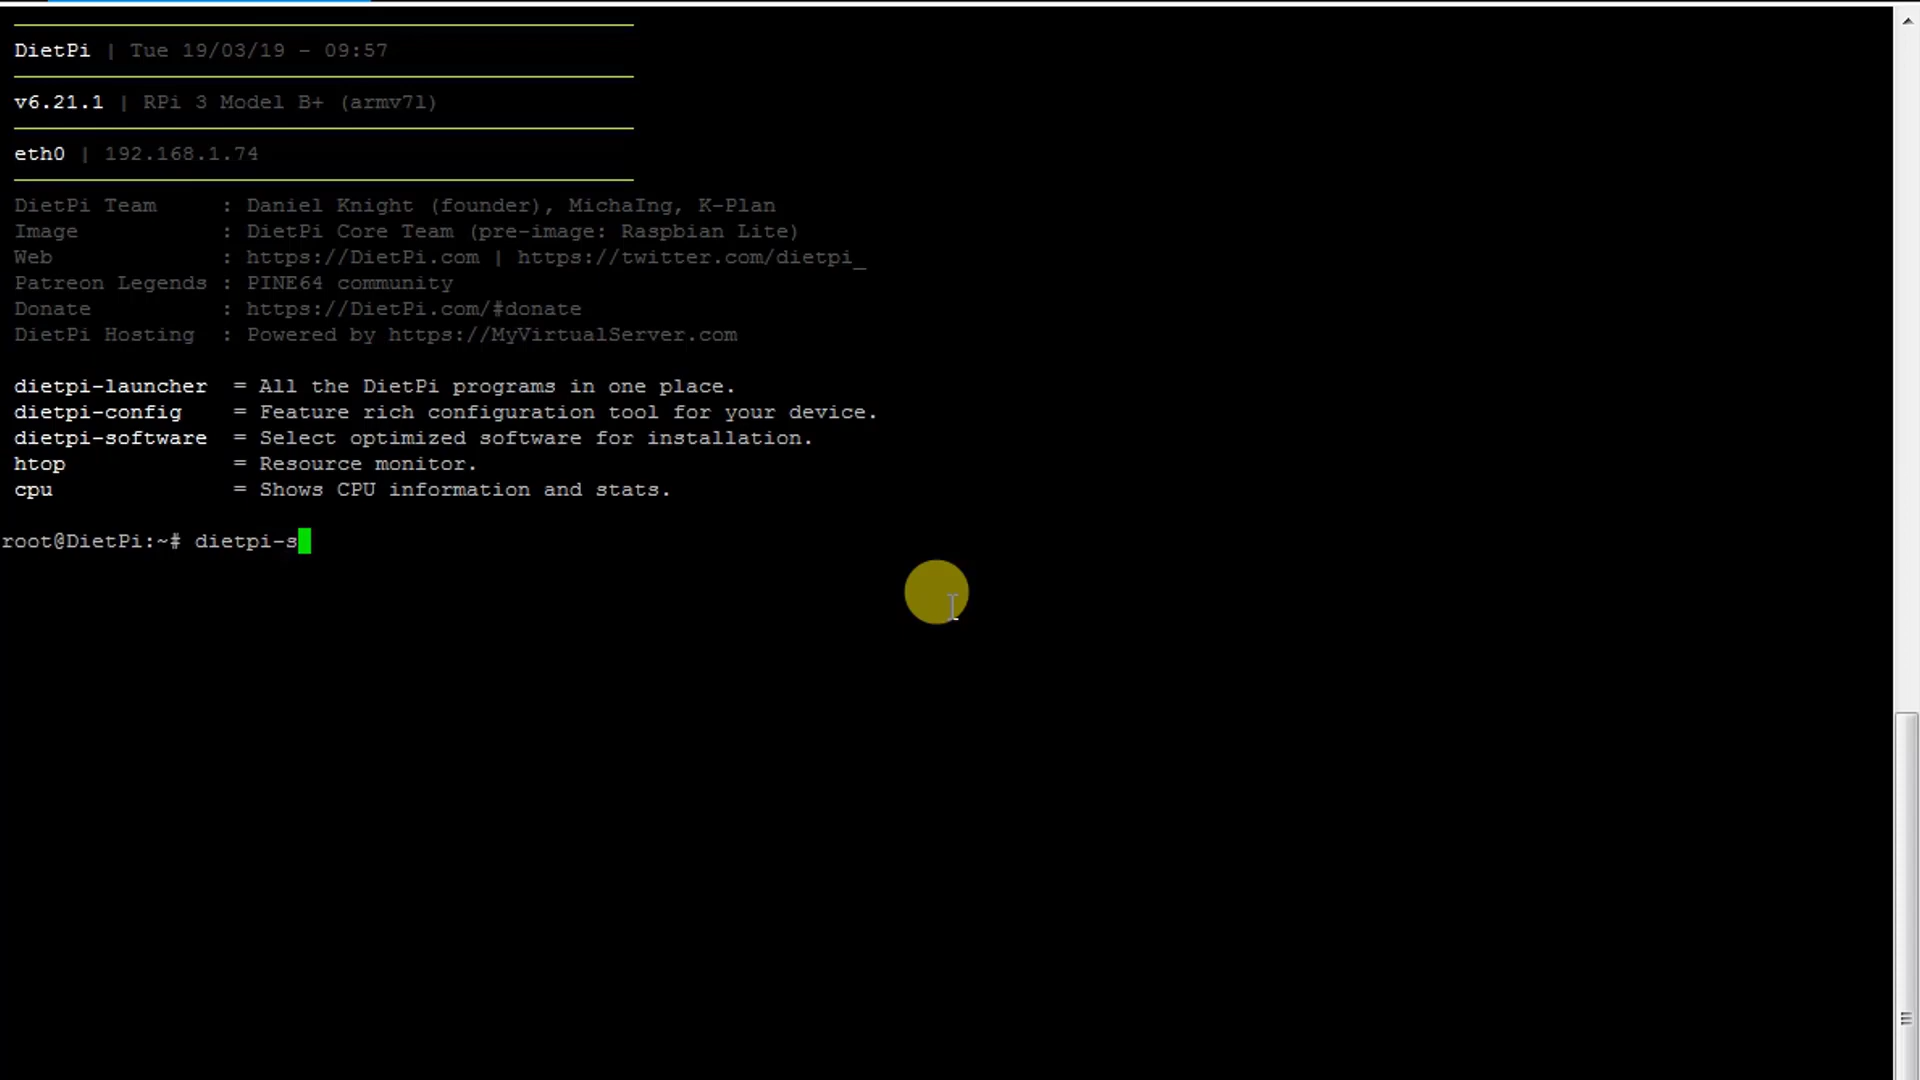 DietPi | Tue 19/03/19 - 09:57
v6.21.1 | RPi 3 Model B+ (armv7l)
eth0 | 192.168.1.74
DietPi Team     : Daniel Knight (founder), MichaIng, K-Plan
Image           : DietPi Core Team (pre-image: Raspbian Lite)
Web             : https://DietPi.com | https://twitter.com/dietpi_
Patreon Legends : PINE64 community
Donate          : https://DietPi.com/#donate
DietPi Hosting  : Powered by https://MyVirtualServer.com
dietpi-launcher  = All the DietPi programs in one place.
dietpi-config    = Feature rich configuration tool for your device.
dietpi-software  = Select optimized software for installation.
htop             = Resource monitor.
cpu              = Shows CPU information and stats.
root@DietPi:~# dietpi-s